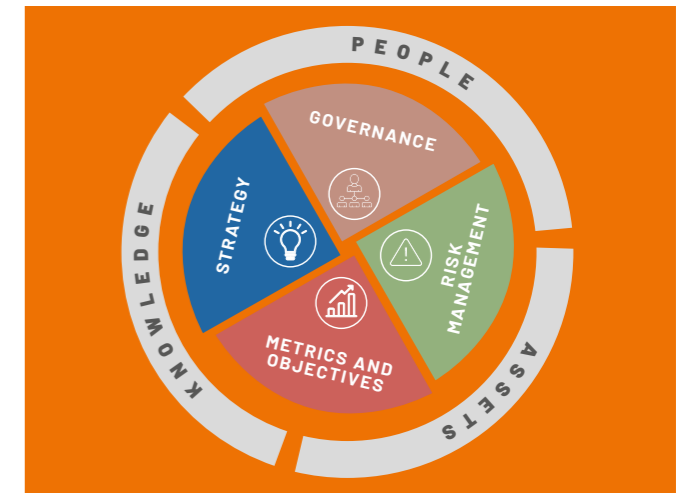 PEOPLE
GOVERNANCE
STRATEGY
RISK
MANAGEMENT
METRICS AND
OBJECTIVES
KNOWLEDGE
ASSETS